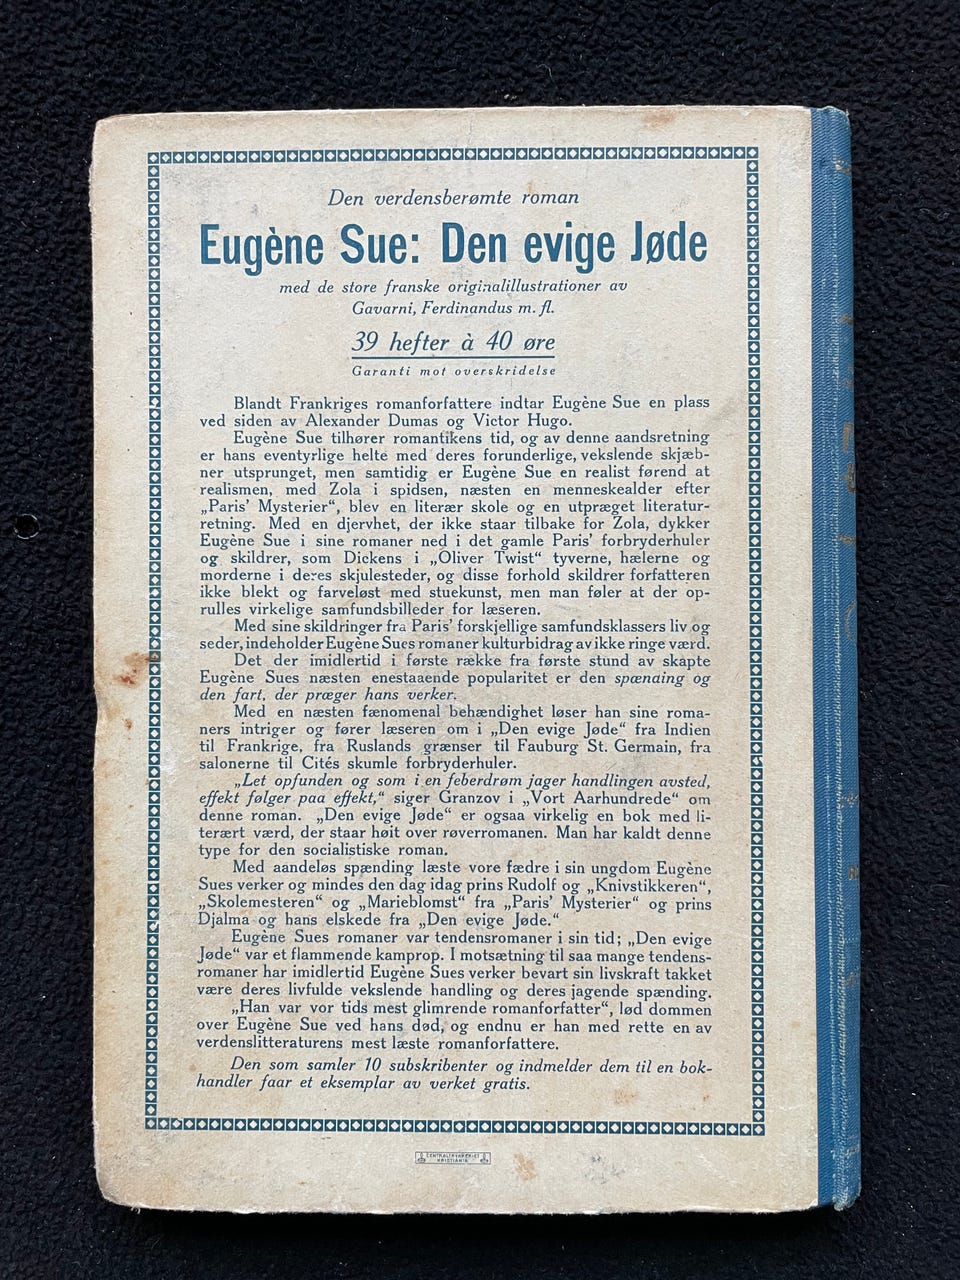 Den verdensberømte roman
Eugène Sue: Den evige Jøde
med de store franske originalillustrationer av
Gavarni, Ferdinandus m. fl.
39 hefter à 40 øre
Garanti mot overskridelse
Blandt Frankriges romanforfattere indtar Eugène Sue en plass
ved siden av Alexander Dumas og Victor Hugo.
Eugène Sue tilhører romantikens tid, og av denne aandsretning
er hans eventyrlige helte med deres forunderlige, vekslende skjæb-
ner utsprunget, men samtidig er Eugène Sue en realist førend at
realismen, med Zola i spidsen, næsten en menneskealder efter
„Paris’ Mysterier“, blev en literær skole og en utpræget literatur-
retning. Med en djervhet, der ikke staar tilbake for Zola, dykker
Eugène Sue i sine romaner ned i det gamle Paris’ forbryderhuler
og skildrer, som Dickens i „Oliver Twist“ tyverne, hælerne og
morderne i deres skjulesteder, og disse forhold skildrer forfatteren
ikke blekt og farveløst med stuekunst, men man føler at der op-
rulles virkelige samfundsbilleder for læseren.
Med sine skildringer fra Paris’ forskjellige samfundsklassers liv og
seder, indeholder Eugène Sues romaner kulturbidrag av ikke ringe værd.
Det der imidlertid i første række fra første stund av skapte
Eugène Sues næsten enestaaende popularitet er den spænding og
den fart, der præger hans verker.
Med en næsten fænomenal behændighet løser han sine roma-
ners intriger og fører læseren om i „Den evige Jøde“ fra Indien
til Frankrige, fra Ruslands grænser til Fauburg St. Germain, fra
salonerne til Cités skumle forbryderhuler.
„Let opfunden og som i en feberdrøm jager handlingen avsted,
effekt følger paa effekt,“ siger Granzov i „Vort Aarhundrede“ om
denne roman. „Den evige Jøde“ er ogsaa virkelig en bok med li-
terært værd, der staar høit over røverromanen. Man har kaldt denne
type for den socialistiske roman.
Med aandeløs spænding læste vore fædre i sin ungdom Eugène
Sues verker og mindes den dag idag prins Rudolf og „Knivstikkeren“,
„Skolemesteren“ og „Marieblomst“ fra „Paris’ Mysterier“ og prins
Djalma og hans elskede fra „Den evige Jøde.“
Eugène Sues romaner var tendensromaner i sin tid; „Den evige
Jøde“ var et flammende kamprop. I motsætning til saa mange tendens-
romaner har imidlertid Eugène Sues verker bevart sin livskraft takket
være deres livfulde vekslende handling og deres jagende spænding.
„Han var vor tids mest glimrende romanforfatter“, lød dommen
over Eugène Sue ved hans død, og endnu er han med rette en av
verdenslitteraturens mest læste romanforfattere.
Den som samler 10 subskribenter og indmelder dem til en bok-
handler faar et eksemplar av verket gratis.
CENTRALTRYKKERIET
KRISTIANIA